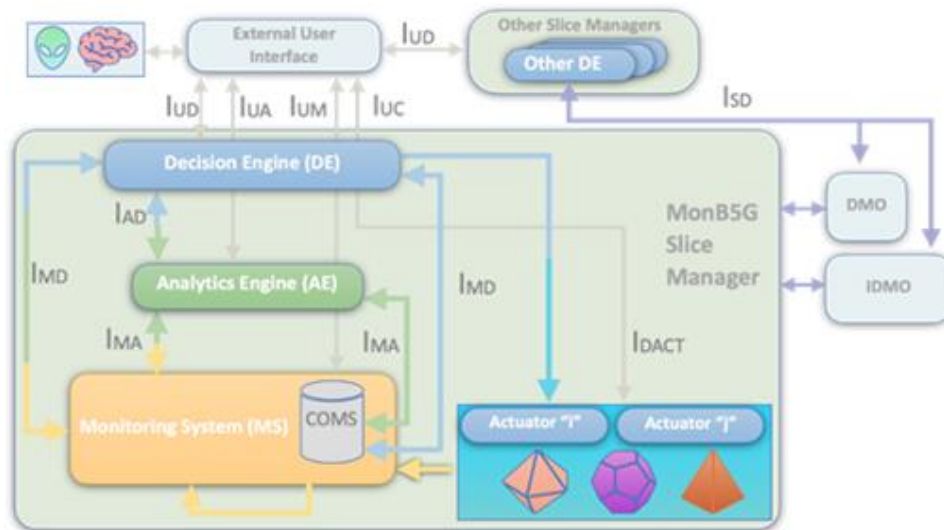 External User
Interface
Other Slice Managers
Other DE
IUD
ISD
IUD
IUA
IUM
IUC
Decision Engine (DE)
IAD
MonB5G
Slice
Manager
DMO
IMD
Analytics Engine (AE)
IMD
IDMO
IMA
IMA
IDACT
Monitoring System (MS)
COMS
Actuator "i"
Actuator "j"